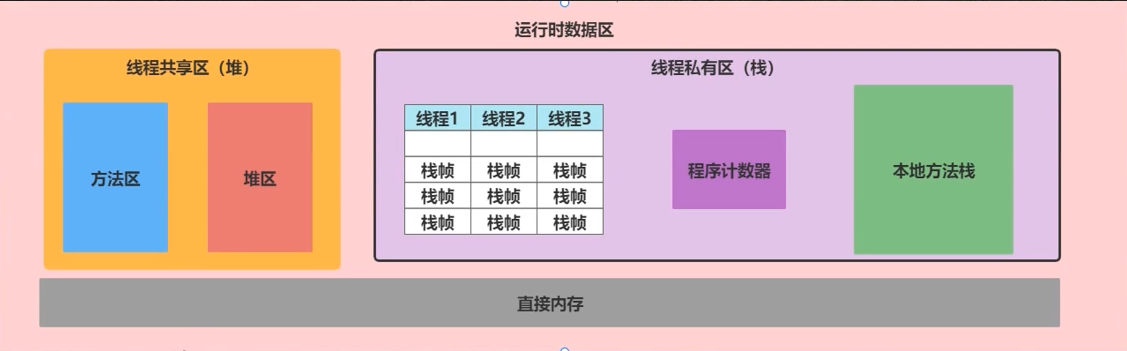 运行时数据区
线程共享区（堆）
方法区
堆区
线程私有区（栈）
线程1 线程2 线程3
栈帧 栈帧 栈帧
栈帧 栈帧 栈帧
栈帧 栈帧 栈帧
程序计数器
本地方法栈
直接内存